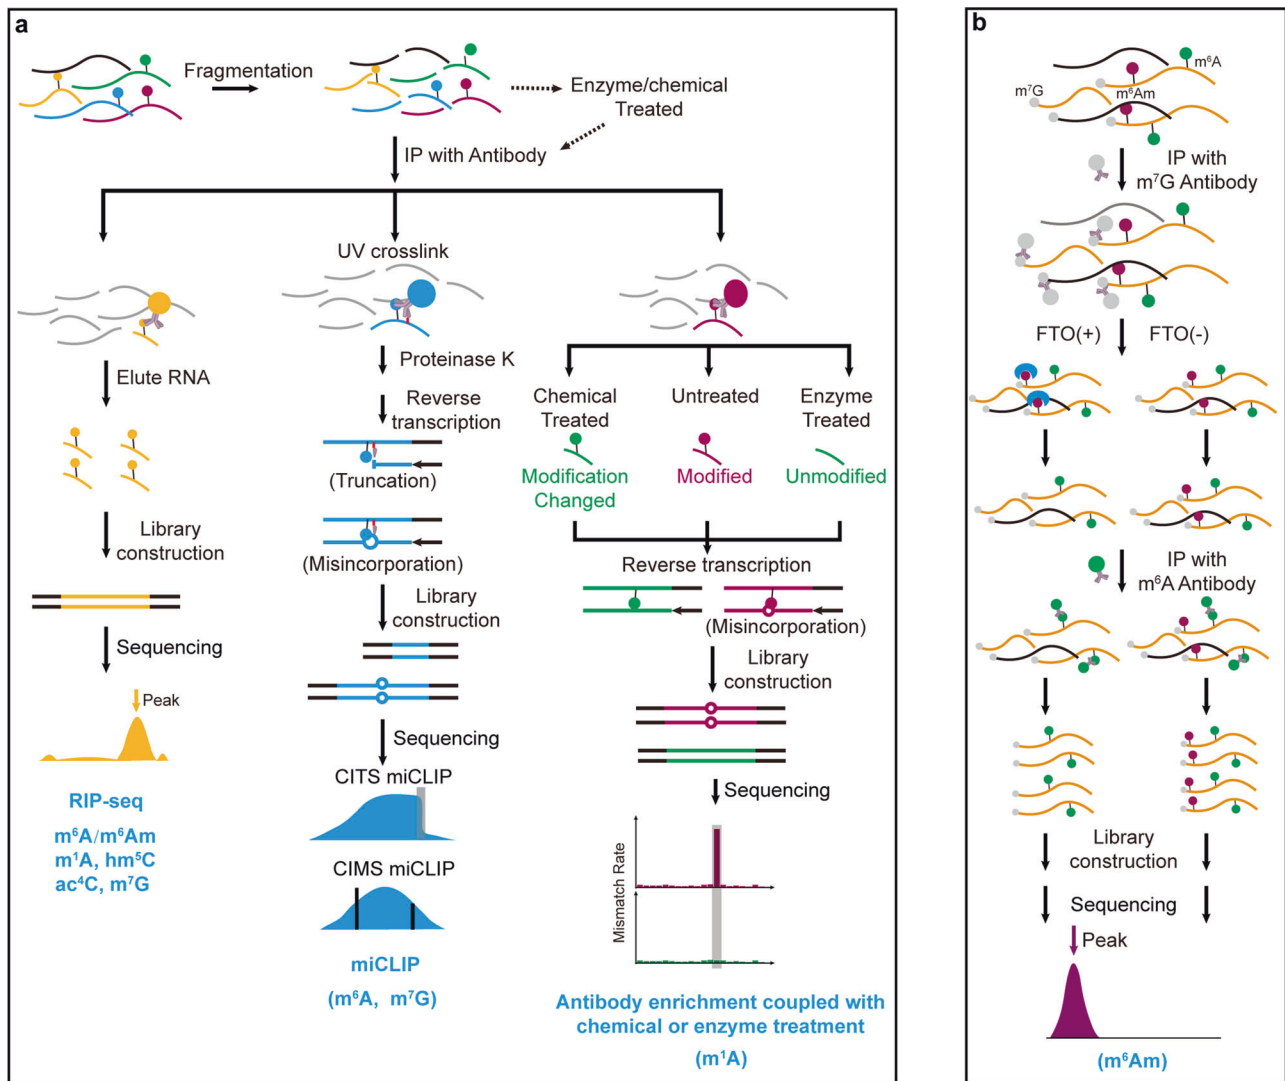 a
Fragmentation
Enzyme/chemical
Treated
IP with Antibody
UV crosslink
Elute RNA
Library
construction
Sequencing
Peak
RIP-seq
m⁶A/m⁶Am
m¹A, hm⁵C
ac⁴C, m⁷G
Proteinase K
Reverse
transcription
(Truncation)
(Misincorporation)
Library
construction
Sequencing
CITS miCLIP
CIMS miCLIP
miCLIP
(m⁶A, m⁷G)
Chemical
Treated
Untreated
Enzyme
Treated
Modification
Changed
Modified
Unmodified
Reverse transcription
(Misincorporation)
Library
construction
Sequencing
Mismatch Rate
Antibody enrichment coupled with
chemical or enzyme treatment
(m¹A)
b
m⁶A
m⁷G
m⁶Am
IP with
m⁷G Antibody
FTO(+)
FTO(-)
IP with
m⁶A Antibody
Library
construction
Sequencing
Peak
(m⁶Am)